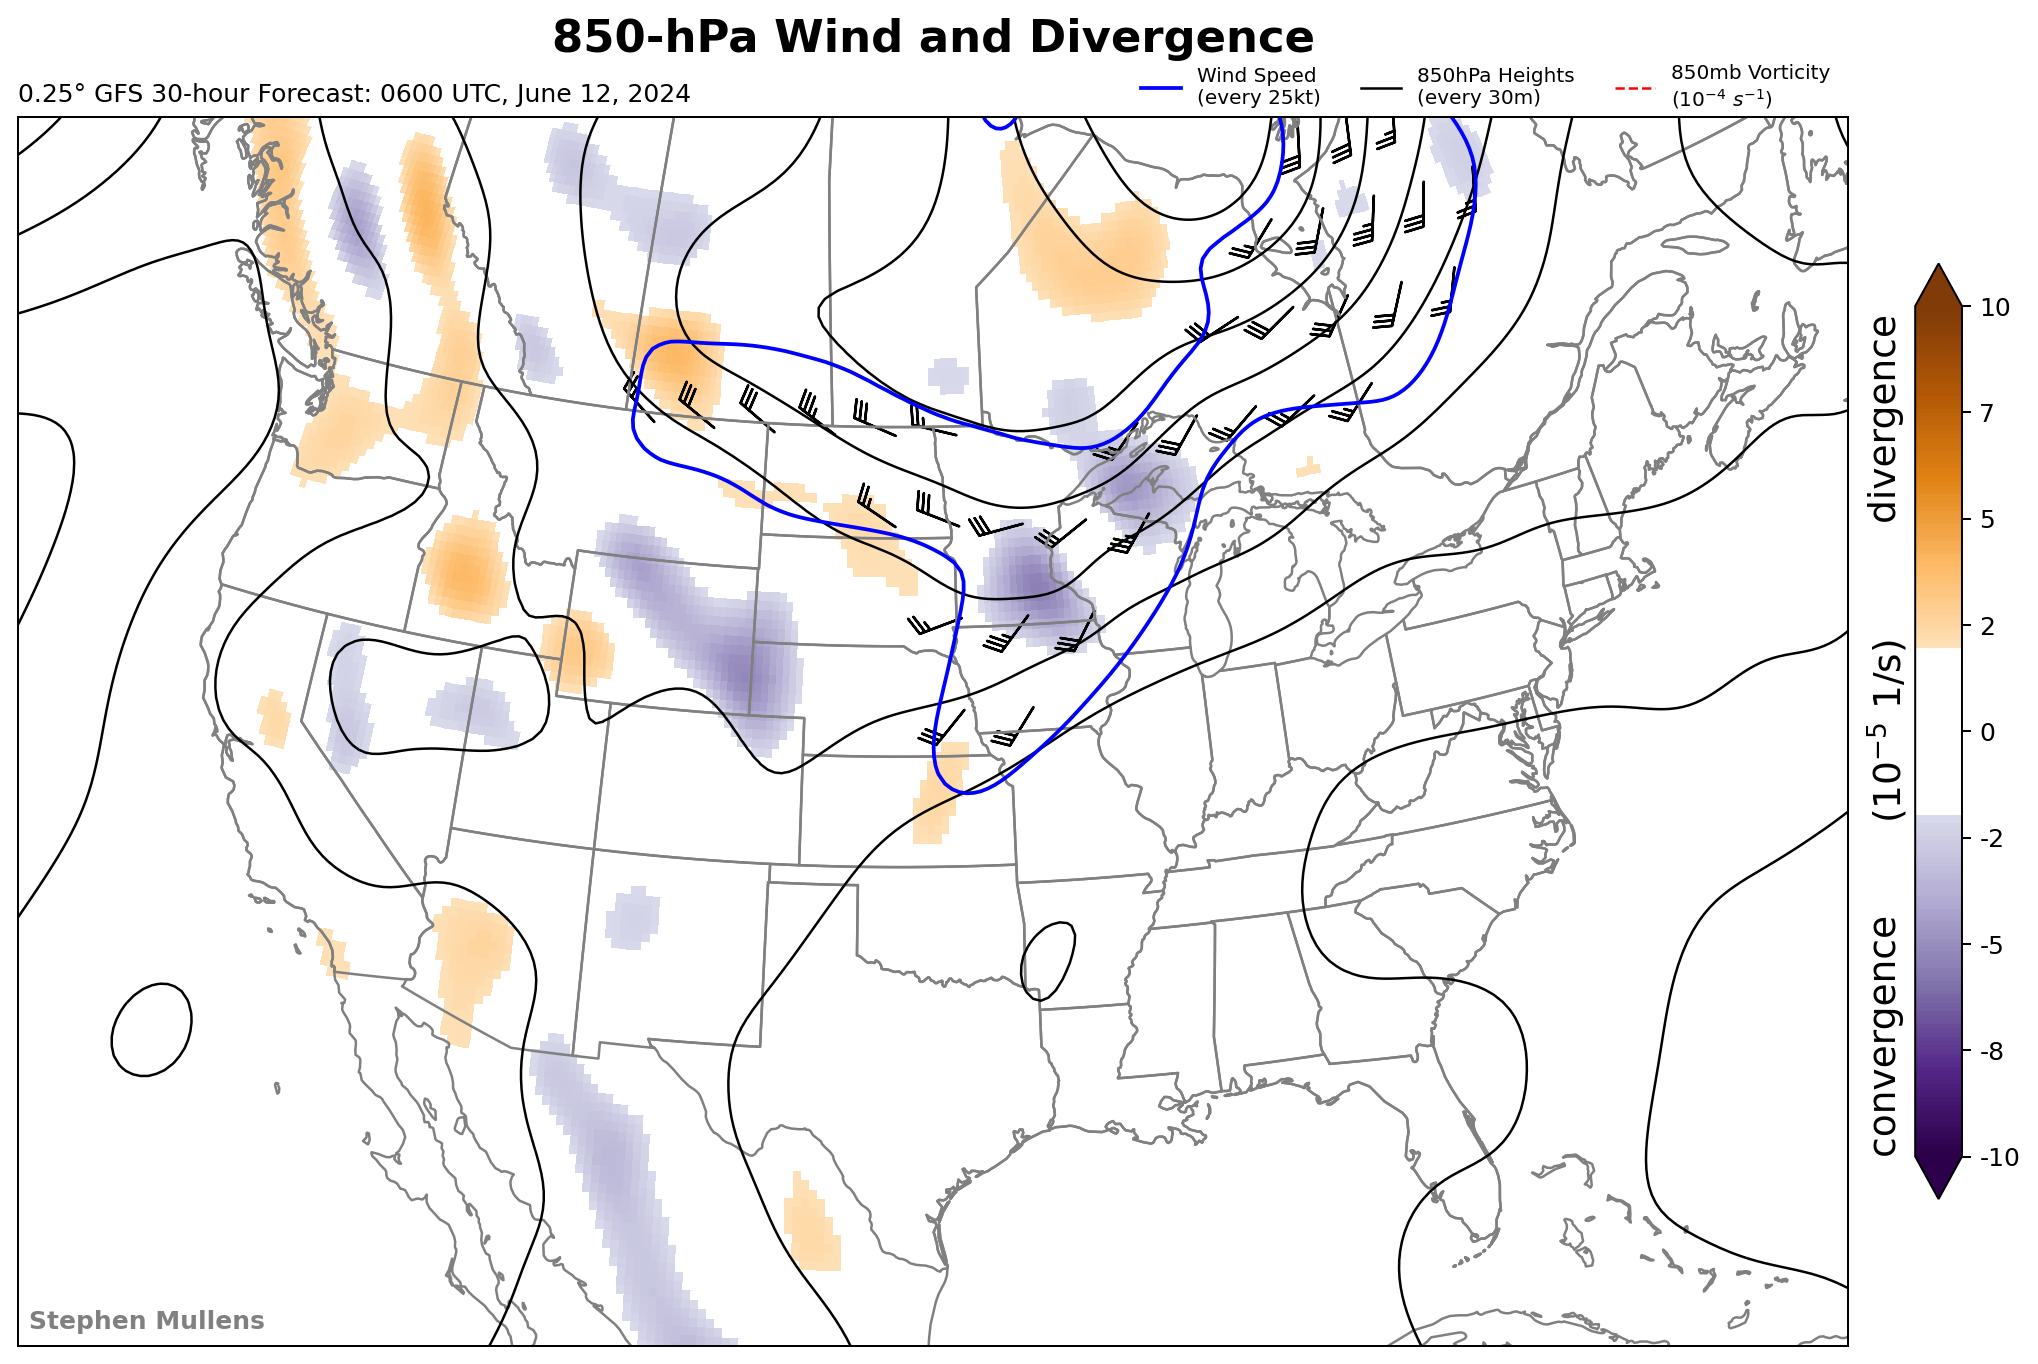 850-hPa Wind and Divergence
0.25° GFS 30-hour Forecast: 0600 UTC, June 12, 2024
Wind Speed
(every 25kt)
850hPa Heights
(every 30m)
850mb Vorticity
(10⁻⁴ s⁻¹)
10
7
5
2
0
-2
-5
-8
-10
convergence (10⁻⁵ 1/s) divergence
Stephen Mullens